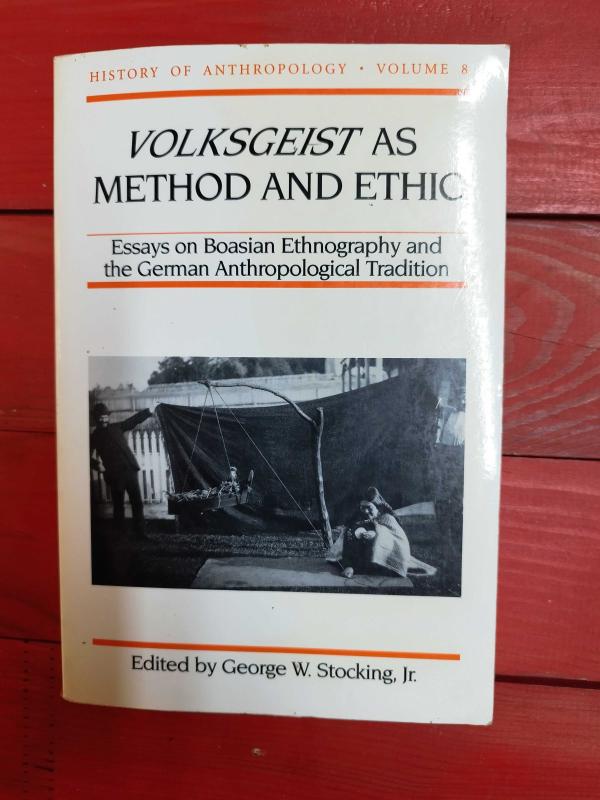 HISTORY OF ANTHROPOLOGY • VOLUME 8
VOLKSGEIST AS
METHOD AND ETHIC
Essays on Boasian Ethnography and
the German Anthropological Tradition
Edited by George W. Stocking, Jr.